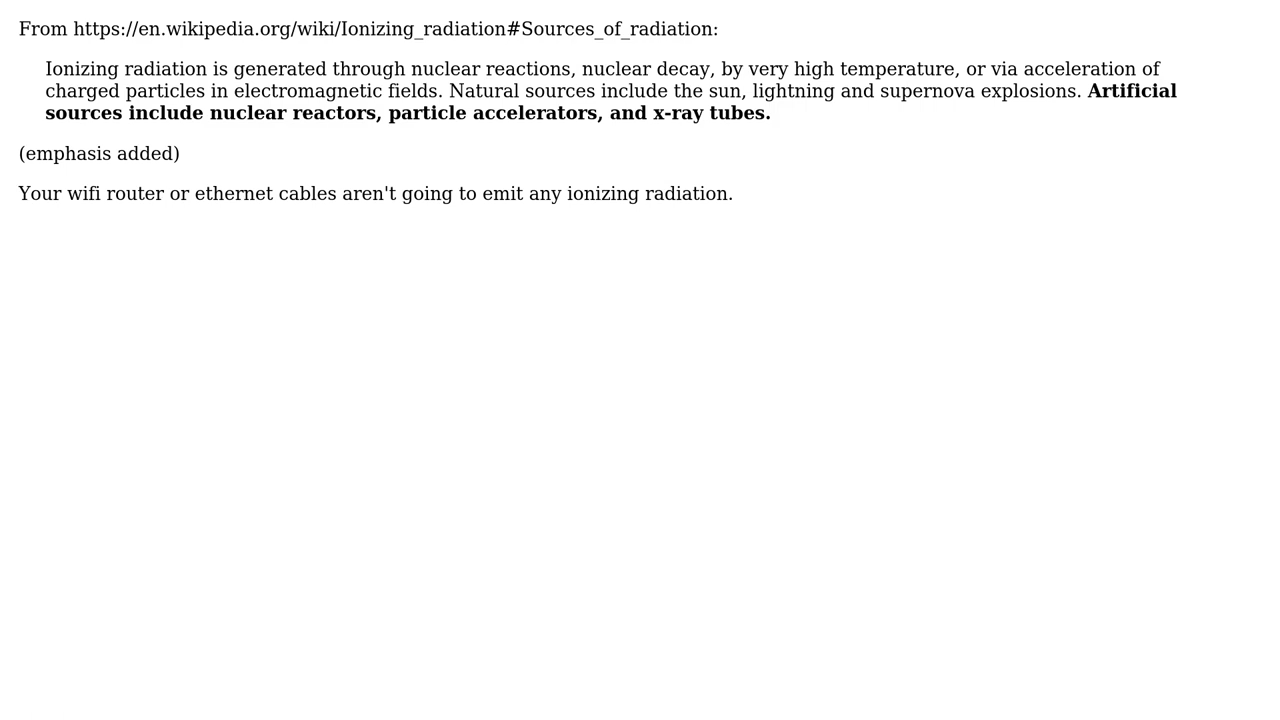 From https://en.wikipedia.org/wiki/Ionizing_radiation#Sources_of_radiation:
Ionizing radiation is generated through nuclear reactions, nuclear decay, by very high temperature, or via acceleration of
charged particles in electromagnetic fields. Natural sources include the sun, lightning and supernova explosions. Artificial
sources include nuclear reactors, particle accelerators, and x-ray tubes.
(emphasis added)
Your wifi router or ethernet cables aren't going to emit any ionizing radiation.